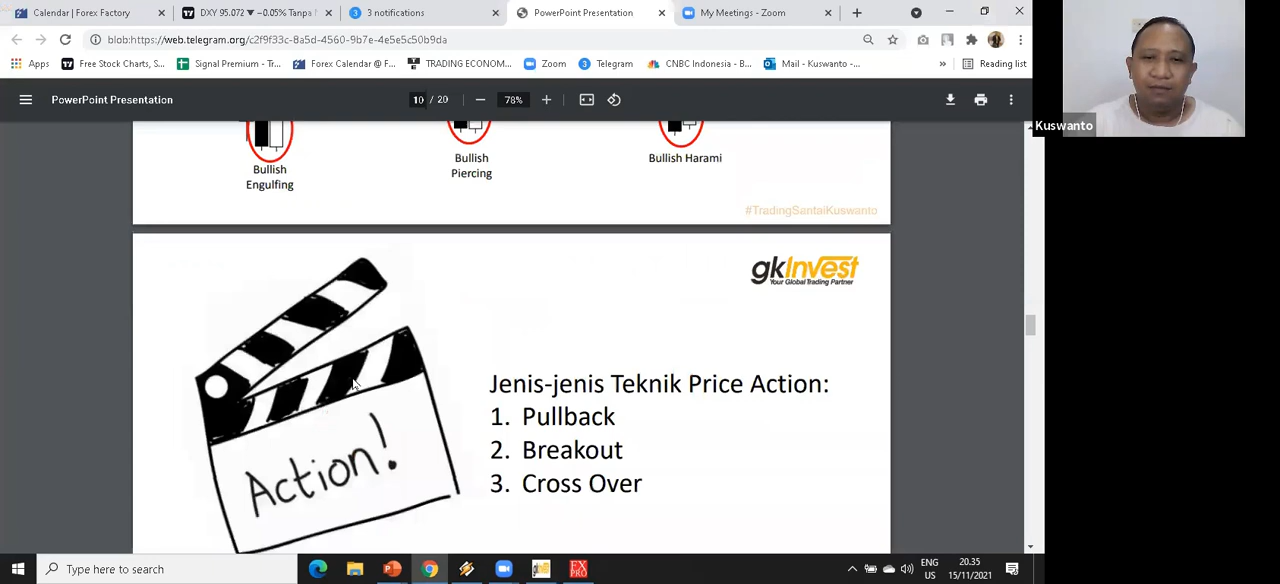 Calendar | Forex Factory
DXY 95.072 ▼ −0.05% Tanpa
3 notifications
PowerPoint Presentation
My Meetings - Zoom
blob:https://web.telegram.org/c2f9f33c-8a5d-4560-9b7e-4e5e5c50b9da
Apps
Free Stock Charts, S...
Signal Premium - Tr...
Forex Calendar @ F...
TRADING ECONOM...
Zoom
Telegram
CNBC Indonesia - B...
Mail - Kuswanto -...
»
Reading list
PowerPoint Presentation
10 / 20
78%
Kuswanto
Bullish
Engulfing
Bullish
Piercing
Bullish Harami
#TradingSantaiKuswanto
gkInvest
Your Global Trading Partner
Action!
Jenis-jenis Teknik Price Action:
1. Pullback
2. Breakout
3. Cross Over
Type here to search
FX
PRO
ENG
US
20.35
15/11/2021